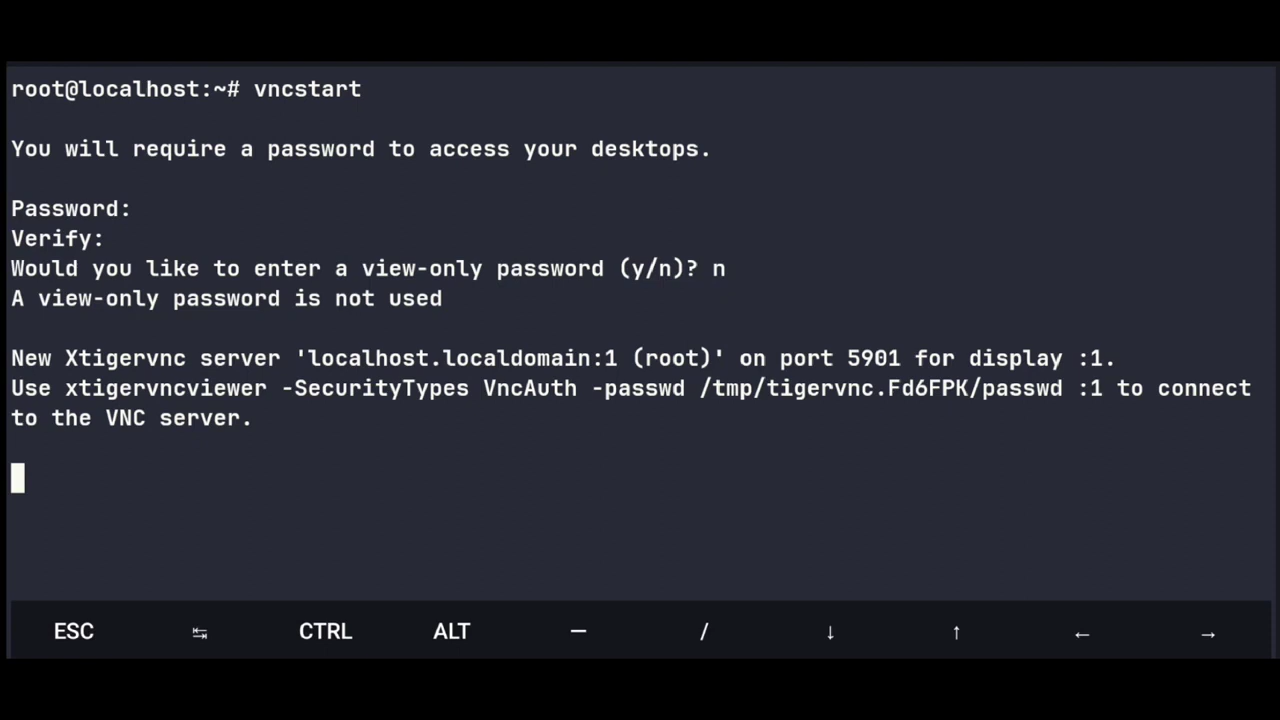 root@localhost:~# vncstart
You will require a password to access your desktops.
Password:
Verify:
Would you like to enter a view-only password (y/n)? n
A view-only password is not used
New Xtigervnc server 'localhost.localdomain:1 (root)' on port 5901 for display :1.
Use xtigervncviewer -SecurityTypes VncAuth -passwd /tmp/tigervnc.Fd6FPK/passwd :1 to connect
to the VNC server.
ESC ↹ CTRL ALT — / ↓ ↑ ← →